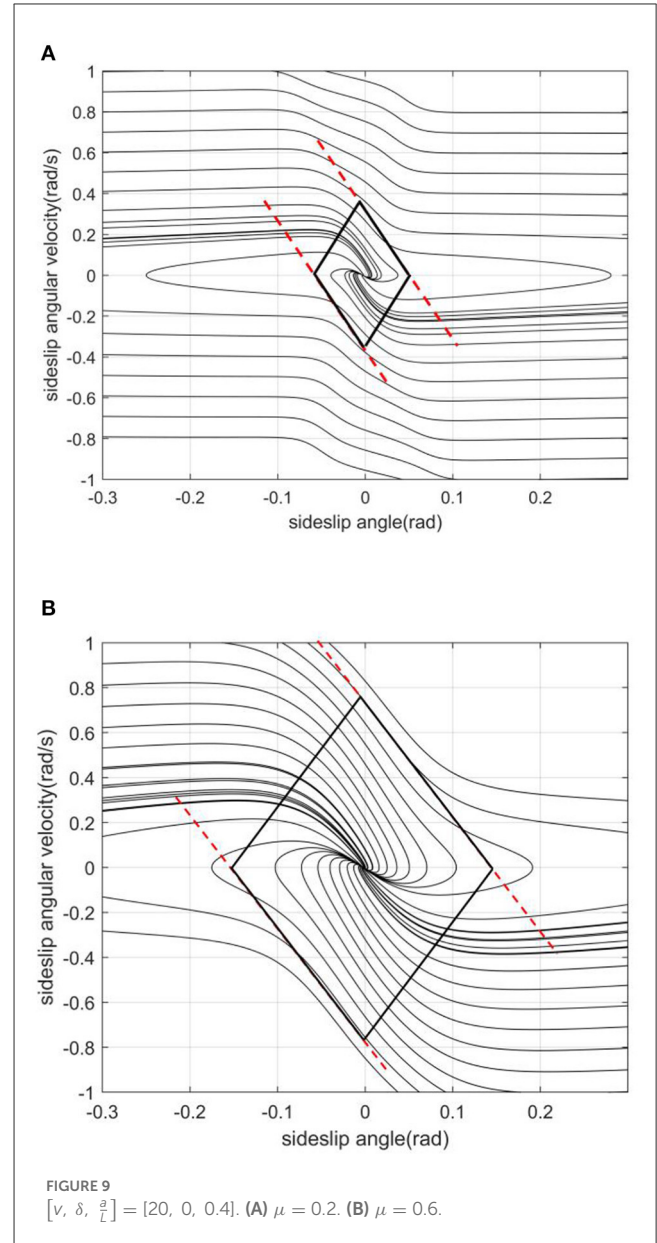 A
1
0.8
0.6
0.4
0.2
0
-0.2
-0.4
-0.6
-0.8
-1
sideslip angular velocity(rad/s)
-0.3 -0.2 -0.1 0 0.1 0.2
sideslip angle(rad)
B
1
0.8
0.6
0.4
0.2
0
-0.2
-0.4
-0.6
-0.8
-1
sideslip angular velocity(rad/s)
-0.3 -0.2 -0.1 0 0.1 0.2
sideslip angle(rad)
FIGURE 9
[v, δ, a/L] = [20, 0, 0.4]. (A) μ = 0.2. (B) μ = 0.6.